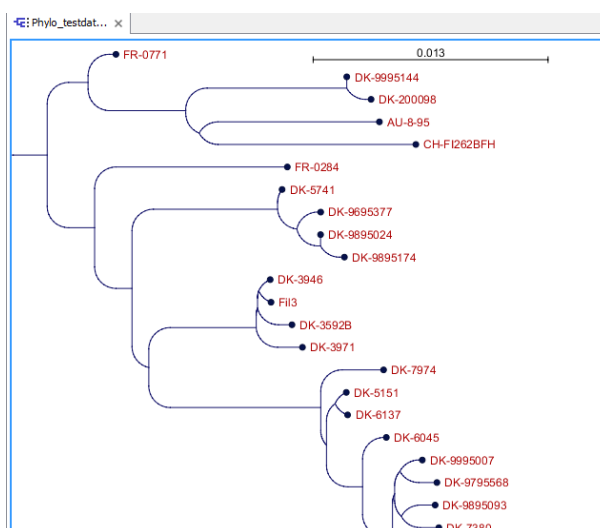 Phylo_testdat...
0.013
FR-0771
DK-9995144
DK-200098
AU-8-95
CH-FI262BFH
FR-0284
DK-5741
DK-9695377
DK-9895024
DK-9895174
DK-3946
Fil3
DK-3592B
DK-3971
DK-7974
DK-5151
DK-6137
DK-6045
DK-9995007
DK-9795568
DK-9895093
DK-7380